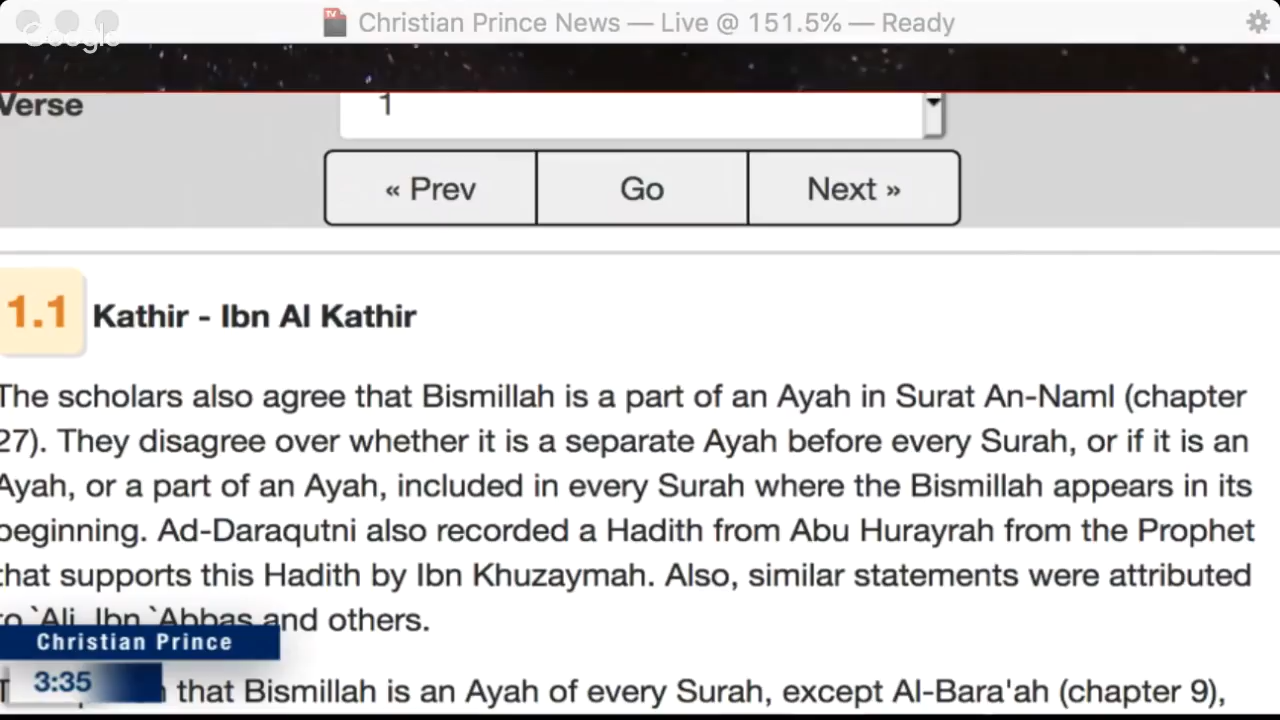 Christian Prince News — Live @ 151.5% — Ready
Google
Verse
1
« Prev
Go
Next »
1.1 Kathir - Ibn Al Kathir
The scholars also agree that Bismillah is a part of an Ayah in Surat An-Naml (chapter
27). They disagree over whether it is a separate Ayah before every Surah, or if it is an
Ayah, or a part of an Ayah, included in every Surah where the Bismillah appears in its
beginning. Ad-Daraqutni also recorded a Hadith from Abu Hurayrah from the Prophet
that supports this Hadith by Ibn Khuzaymah. Also, similar statements were attributed
to `Ali, Ibn `Abbas and others.
Christian Prince
3:35
that Bismillah is an Ayah of every Surah, except Al-Bara'ah (chapter 9),